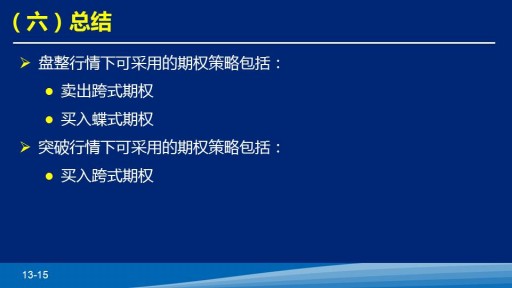 （六）总结
盘整行情下可采用的期权策略包括：
卖出跨式期权
买入蝶式期权
突破行情下可采用的期权策略包括：
买入跨式期权
13-15